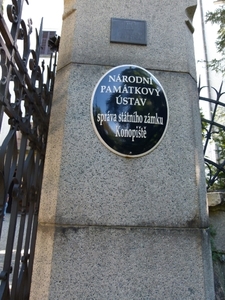 NÁRODNÍ
PAMÁTKOVÝ
ÚSTAV
správa státního zámku
Konopiště